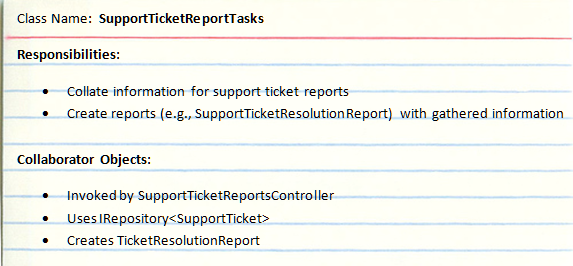 Class Name: SupportTicketReportTasks
Responsibilities:
• Collate information for support ticket reports
• Create reports (e.g., SupportTicketResolutionReport) with gathered information
Collaborator Objects:
• Invoked by SupportTicketReportsController
• Uses IRepository<SupportTicket>
• Creates TicketResolutionReport